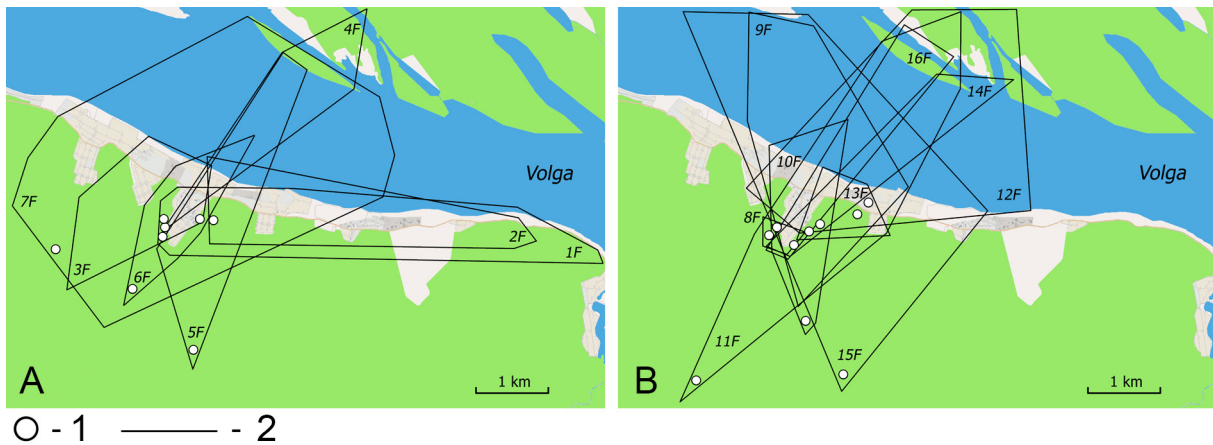 4F
Volga
7F
3F
6F
2F
1F
5F
A
1 km
9F
16F
14F
10F
Volga
13F
12F
8F
11F
15F
B
1 km
- 1
- 2